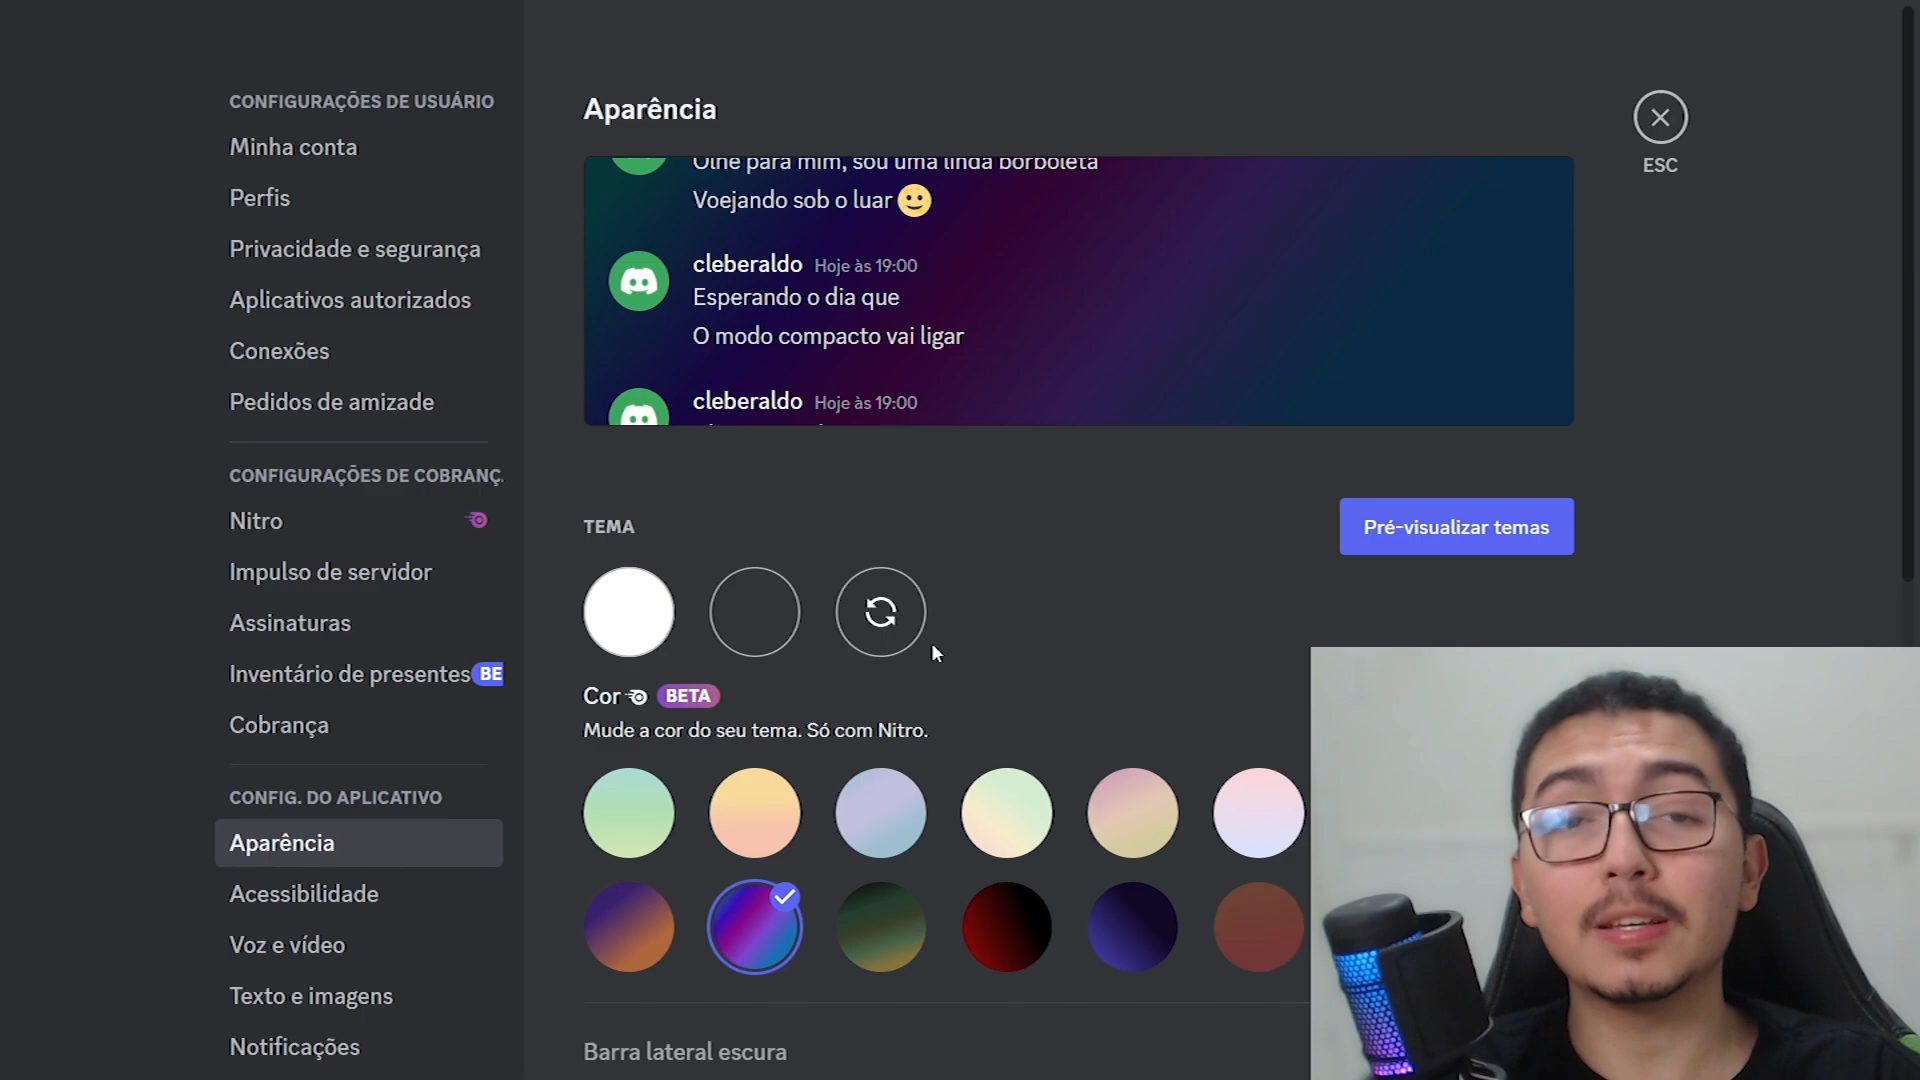 CONFIGURAÇÕES DE USUÁRIO
Minha conta
Perfis
Privacidade e segurança
Aplicativos autorizados
Conexões
Pedidos de amizade
CONFIGURAÇÕES DE COBRANÇ.
Nitro
Impulso de servidor
Assinaturas
Inventário de presentes BE
Cobrança
CONFIG. DO APLICATIVO
Aparência
Acessibilidade
Voz e vídeo
Texto e imagens
Notificações
Aparência
Olhe para mim, sou uma linda borboleta
Voejando sob o luar
cleberaldo Hoje às 19:00
Esperando o dia que
O modo compacto vai ligar
cleberaldo Hoje às 19:00
ESC
TEMA
Pré-visualizar temas
Cor BETA
Mude a cor do seu tema. Só com Nitro.
Barra lateral escura